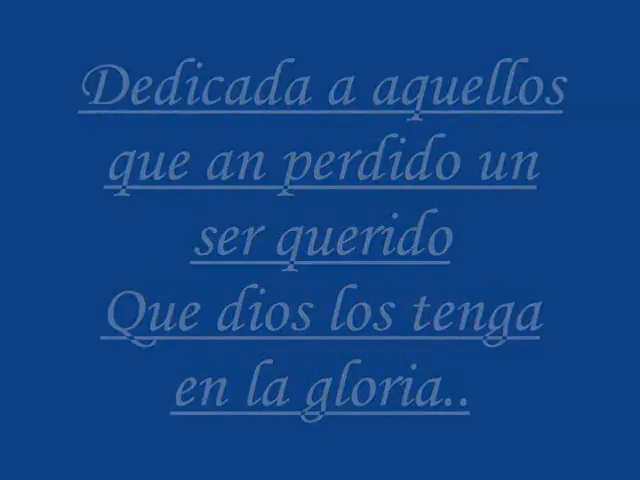 Dedicada a aquellos
que an perdido un
ser querido
Que dios los tenga
en la gloria..